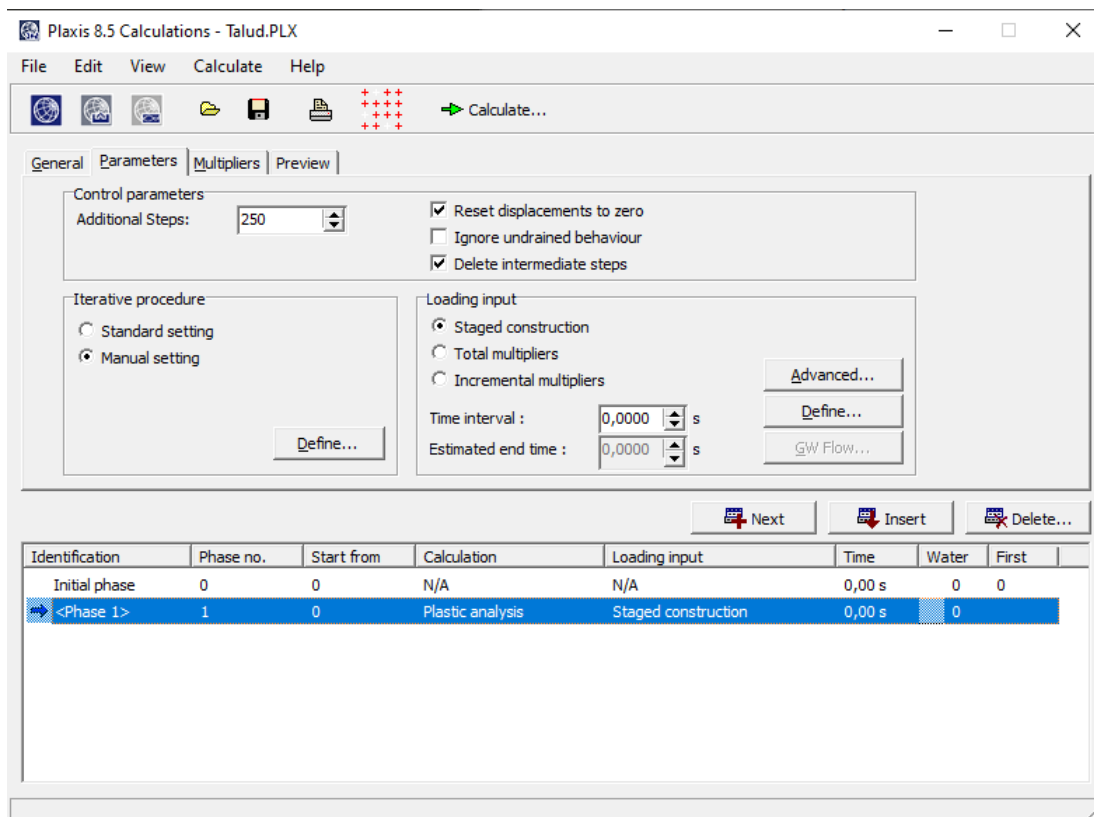 Plaxis 8.5 Calculations - Talud.PLX
File Edit View Calculate Help
Calculate...
General Parameters Multipliers Preview
Control parameters
Additional Steps: 250
Reset displacements to zero
Ignore undrained behaviour
Delete intermediate steps
Iterative procedure
Standard setting
Manual setting
Define...
Loading input
Staged construction
Total multipliers
Incremental multipliers
Advanced...
Time interval : 0,0000 s
Define...
Estimated end time : 0,0000 s
GW Flow...
Next Insert Delete...
Identification Phase no. Start from Calculation Loading input Time Water First
Initial phase 0 0 N/A N/A 0,00 s 0 0
<Phase 1> 1 0 Plastic analysis Staged construction 0,00 s 0